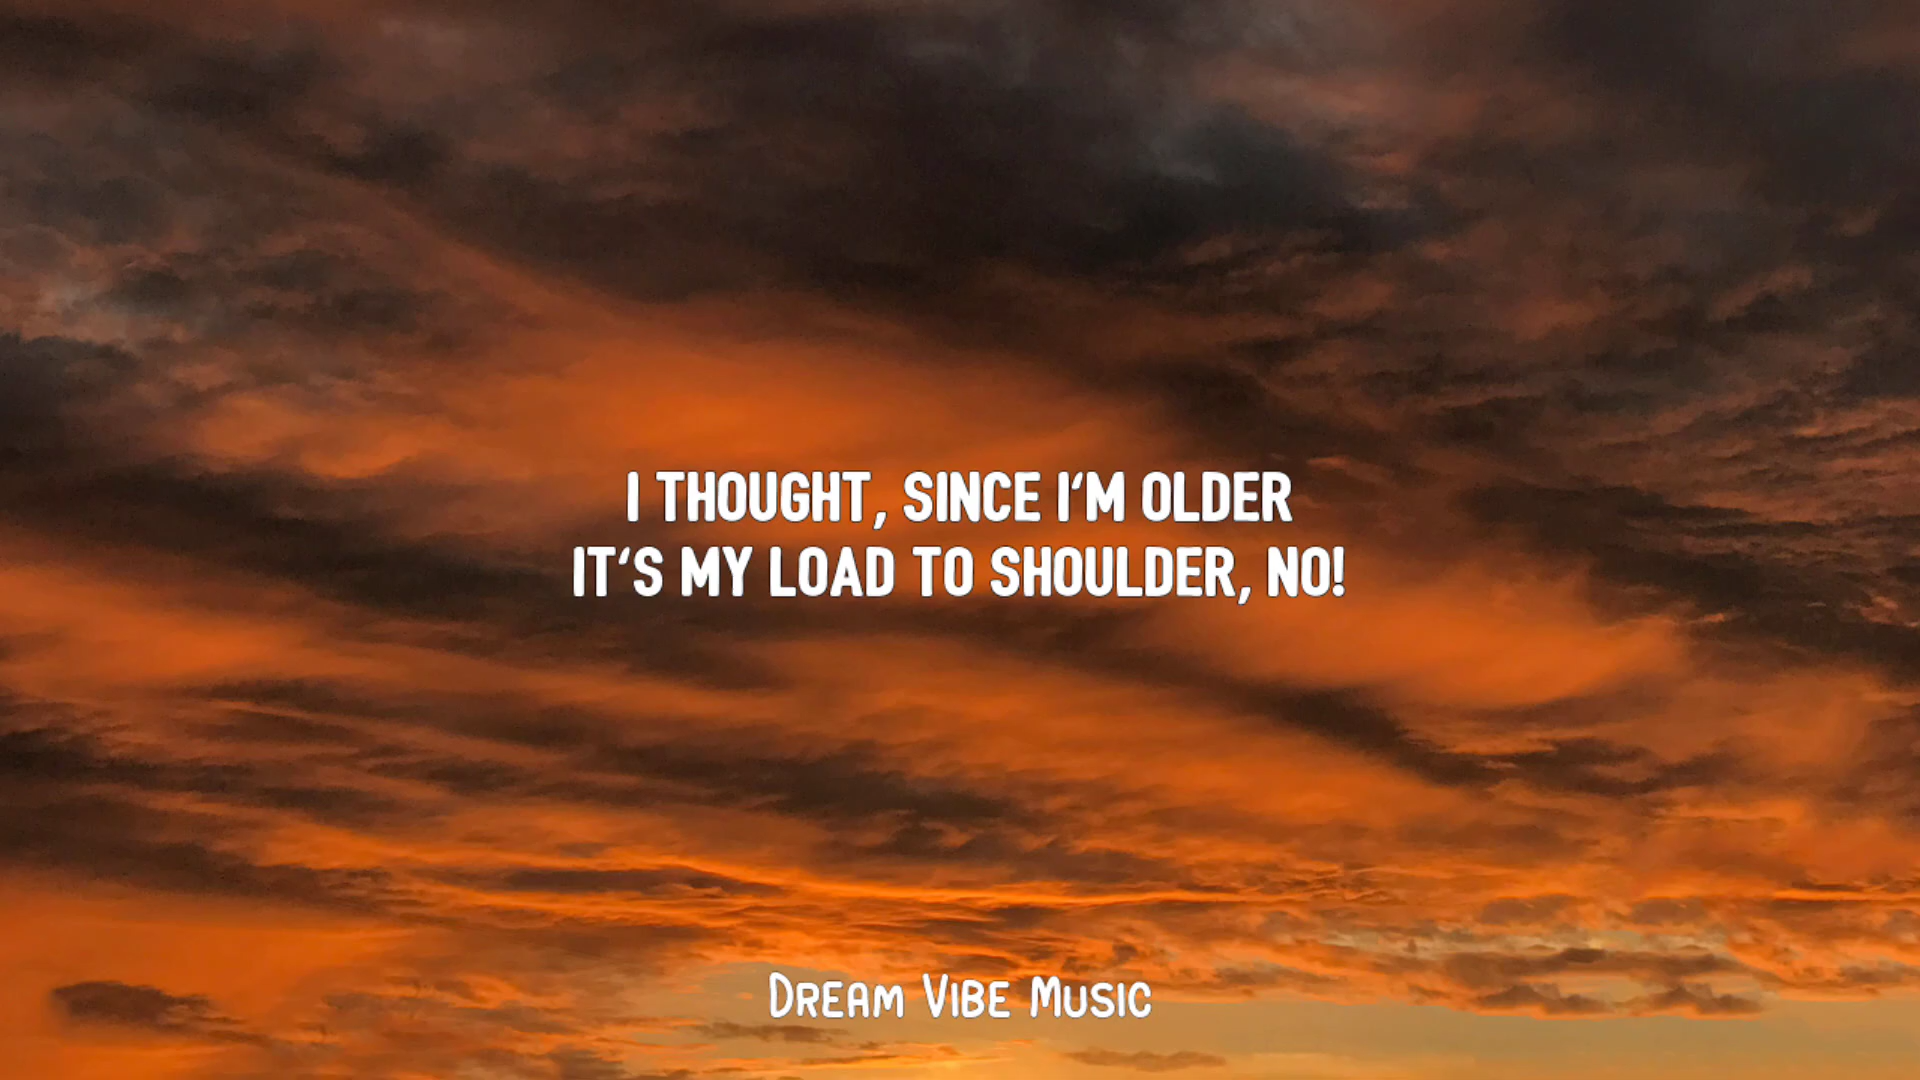 I THOUGHT, SINCE I'M OLDER
IT'S MY LOAD TO SHOULDER, NO!
DREAM VIBE MUSIC